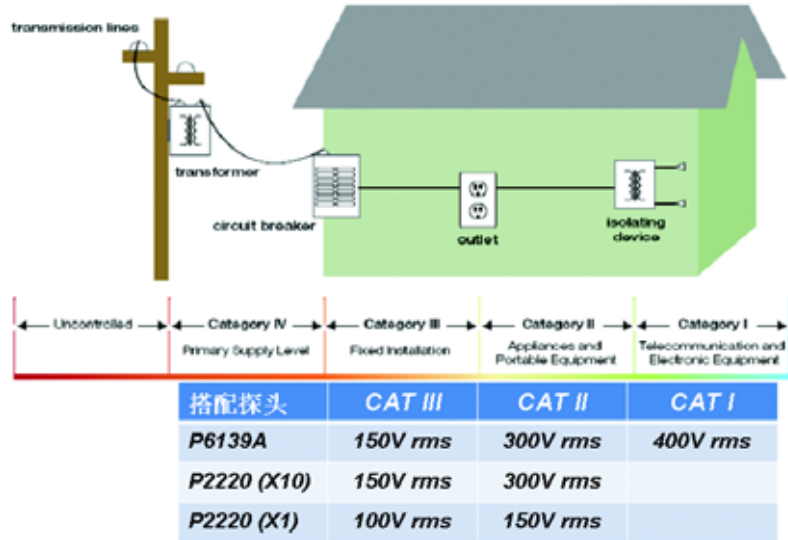 transmission lines
transformer
circuit breaker
outlet
isolating
device
Uncontrolled
Category IV
Category III
Category II
Category I
Primary Supply Level
Fixed Installation
Appliances and
Portable Equipment
Telecommunication and
Electronic Equipment
搭配探头 CAT III CAT II CAT I
P6139A 150V rms 300V rms 400V rms
P2220 (X10) 150V rms 300V rms
P2220 (X1) 100V rms 150V rms